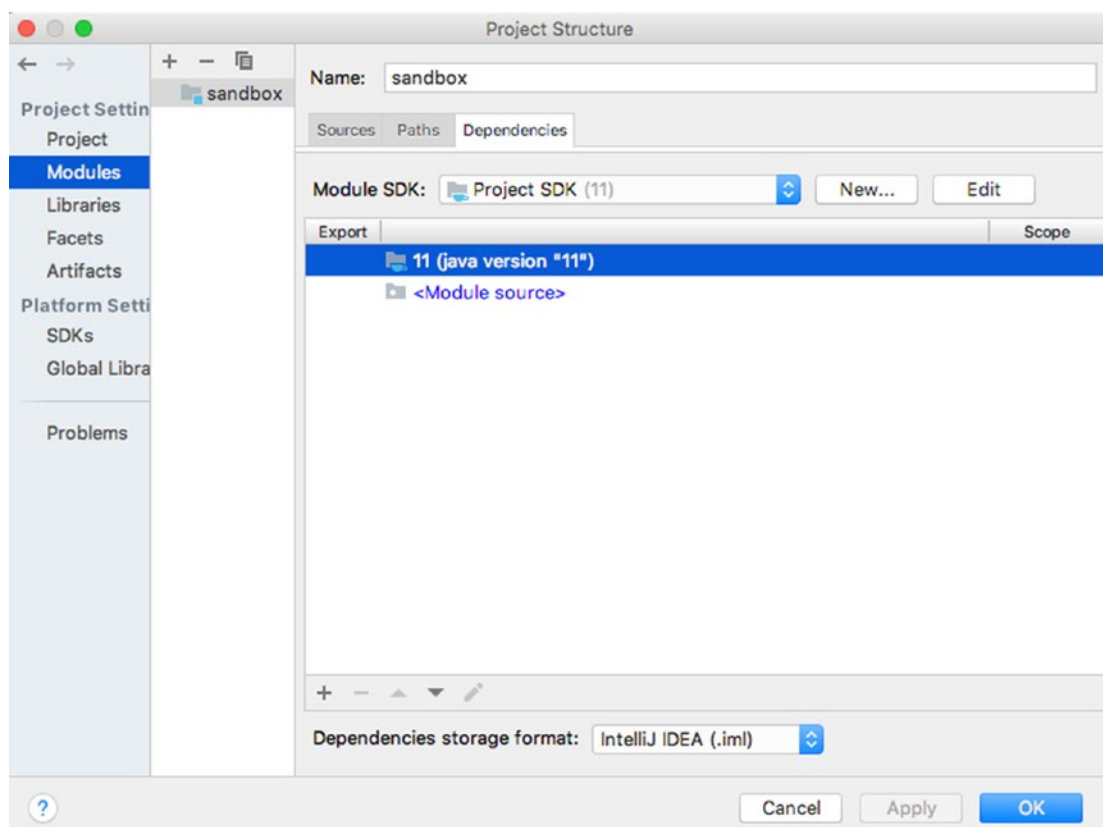 Project Structure
Project Settin
Project
Modules
Libraries
Facets
Artifacts
Platform Setti
SDKs
Global Libra
Problems
sandbox
Name: sandbox
Sources Paths Dependencies
Module SDK: Project SDK (11) New... Edit
Export Scope
11 (java version "11")
<Module source>
Dependencies storage format: IntelliJ IDEA (.iml)
? Cancel Apply OK